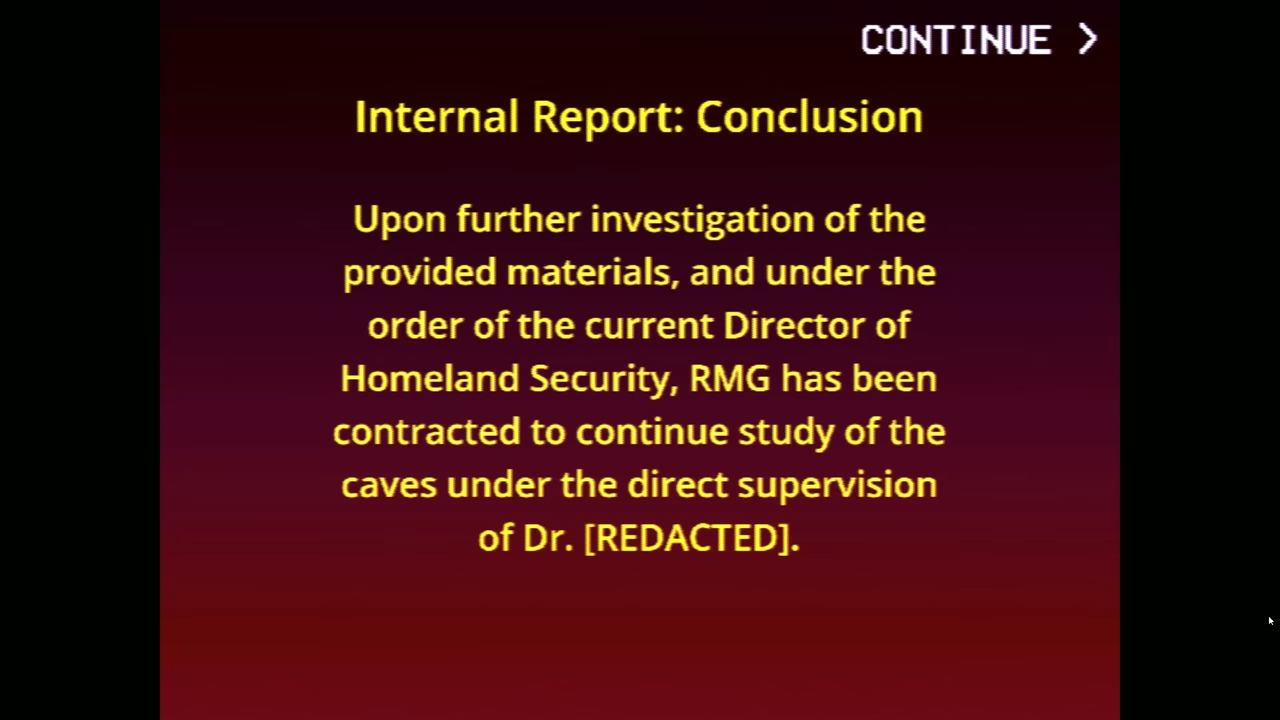 CONTINUE >
Internal Report: Conclusion
Upon further investigation of the
provided materials, and under the
order of the current Director of
Homeland Security, RMG has been
contracted to continue study of the
caves under the direct supervision
of Dr. [REDACTED].